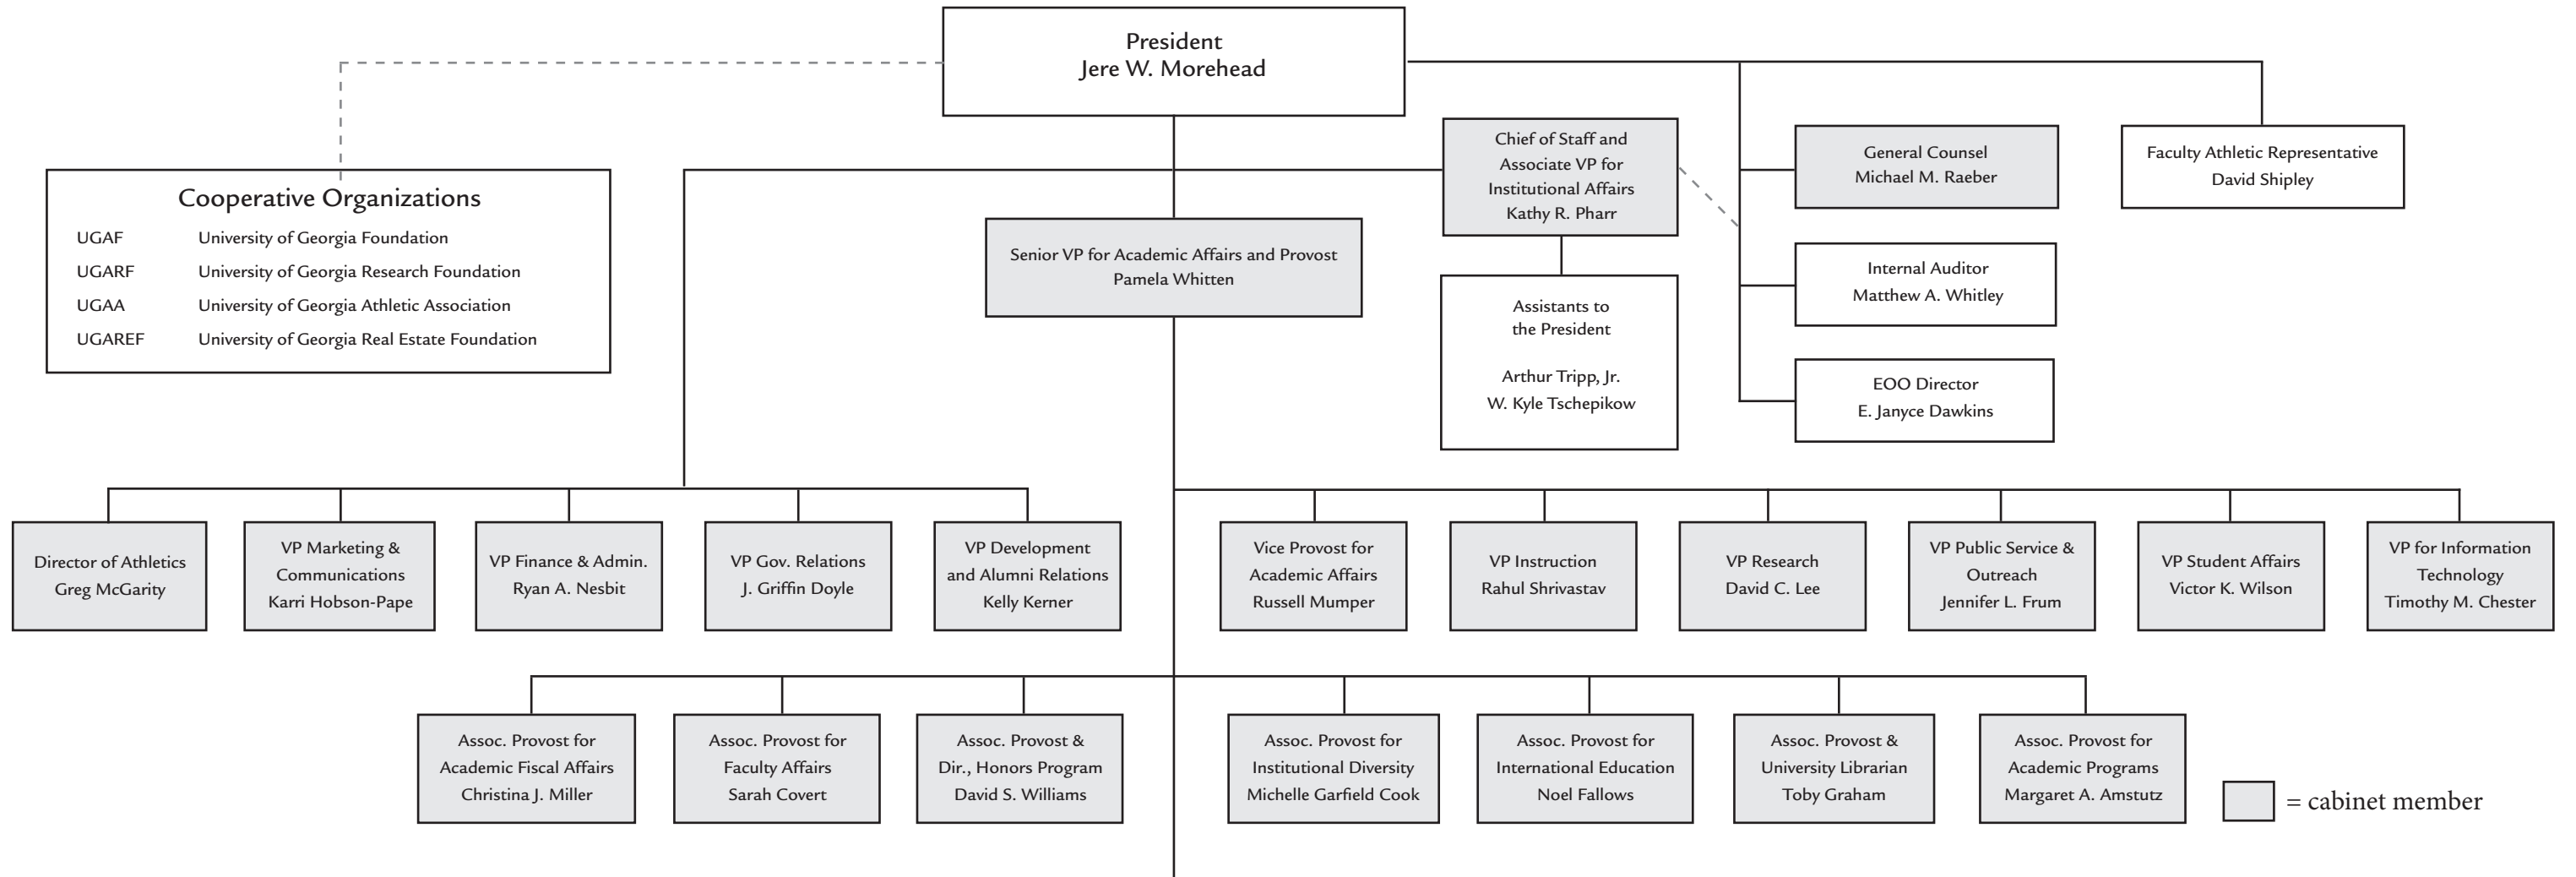 President
Jere W. Morehead
Cooperative Organizations
UGAF University of Georgia Foundation
UGARF University of Georgia Research Foundation
UGAA University of Georgia Athletic Association
UGAREF University of Georgia Real Estate Foundation
Senior VP for Academic Affairs and Provost
Pamela Whitten
Chief of Staff and
Associate VP for
Institutional Affairs
Kathy R. Pharr
Assistants to
the President
Arthur Tripp, Jr.
W. Kyle Tschepikow
General Counsel
Michael M. Raeber
Internal Auditor
Matthew A. Whitley
EOO Director
E. Janyce Dawkins
Faculty Athletic Representative
David Shipley
Director of Athletics
Greg McGarity
VP Marketing &
Communications
Karri Hobson-Pape
VP Finance & Admin.
Ryan A. Nesbit
VP Gov. Relations
J. Griffin Doyle
VP Development
and Alumni Relations
Kelly Kerner
Vice Provost for
Academic Affairs
Russell Mumper
VP Instruction
Rahul Shrivastav
VP Research
David C. Lee
VP Public Service &
Outreach
Jennifer L. Frum
VP Student Affairs
Victor K. Wilson
VP for Information
Technology
Timothy M. Chester
Assoc. Provost for
Academic Fiscal Affairs
Christina J. Miller
Assoc. Provost for
Faculty Affairs
Sarah Covert
Assoc. Provost &
Dir., Honors Program
David S. Williams
Assoc. Provost for
Institutional Diversity
Michelle Garfield Cook
Assoc. Provost for
International Education
Noel Fallows
Assoc. Provost &
University Librarian
Toby Graham
Assoc. Provost for
Academic Programs
Margaret A. Amstutz
= cabinet member